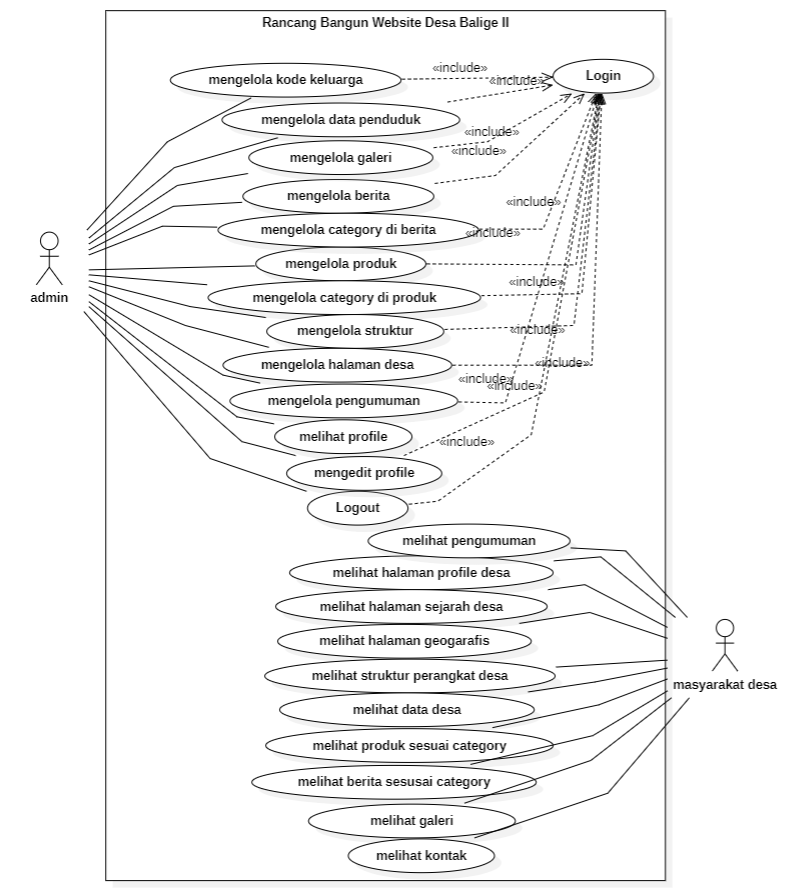 Rancang Bangun Website Desa Balige II
mengelola kode keluarga
«include»
Login
«include»
mengelola data penduduk
«include»
mengelola galeri
«include»
mengelola berita
«include»
mengelola category di berita
«include»
mengelola produk
«include»
mengelola category di produk
mengelola struktur
«include»
mengelola halaman desa
«include»
mengelola pengumuman
«include»
«include»
melihat profile
«include»
mengedit profile
Logout
admin
melihat pengumuman
melihat halaman profile desa
melihat halaman sejarah desa
melihat halaman geogarafis
melihat struktur perangkat desa
melihat data desa
melihat produk sesuai category
melihat berita sesusai category
melihat galeri
melihat kontak
masyarakat desa